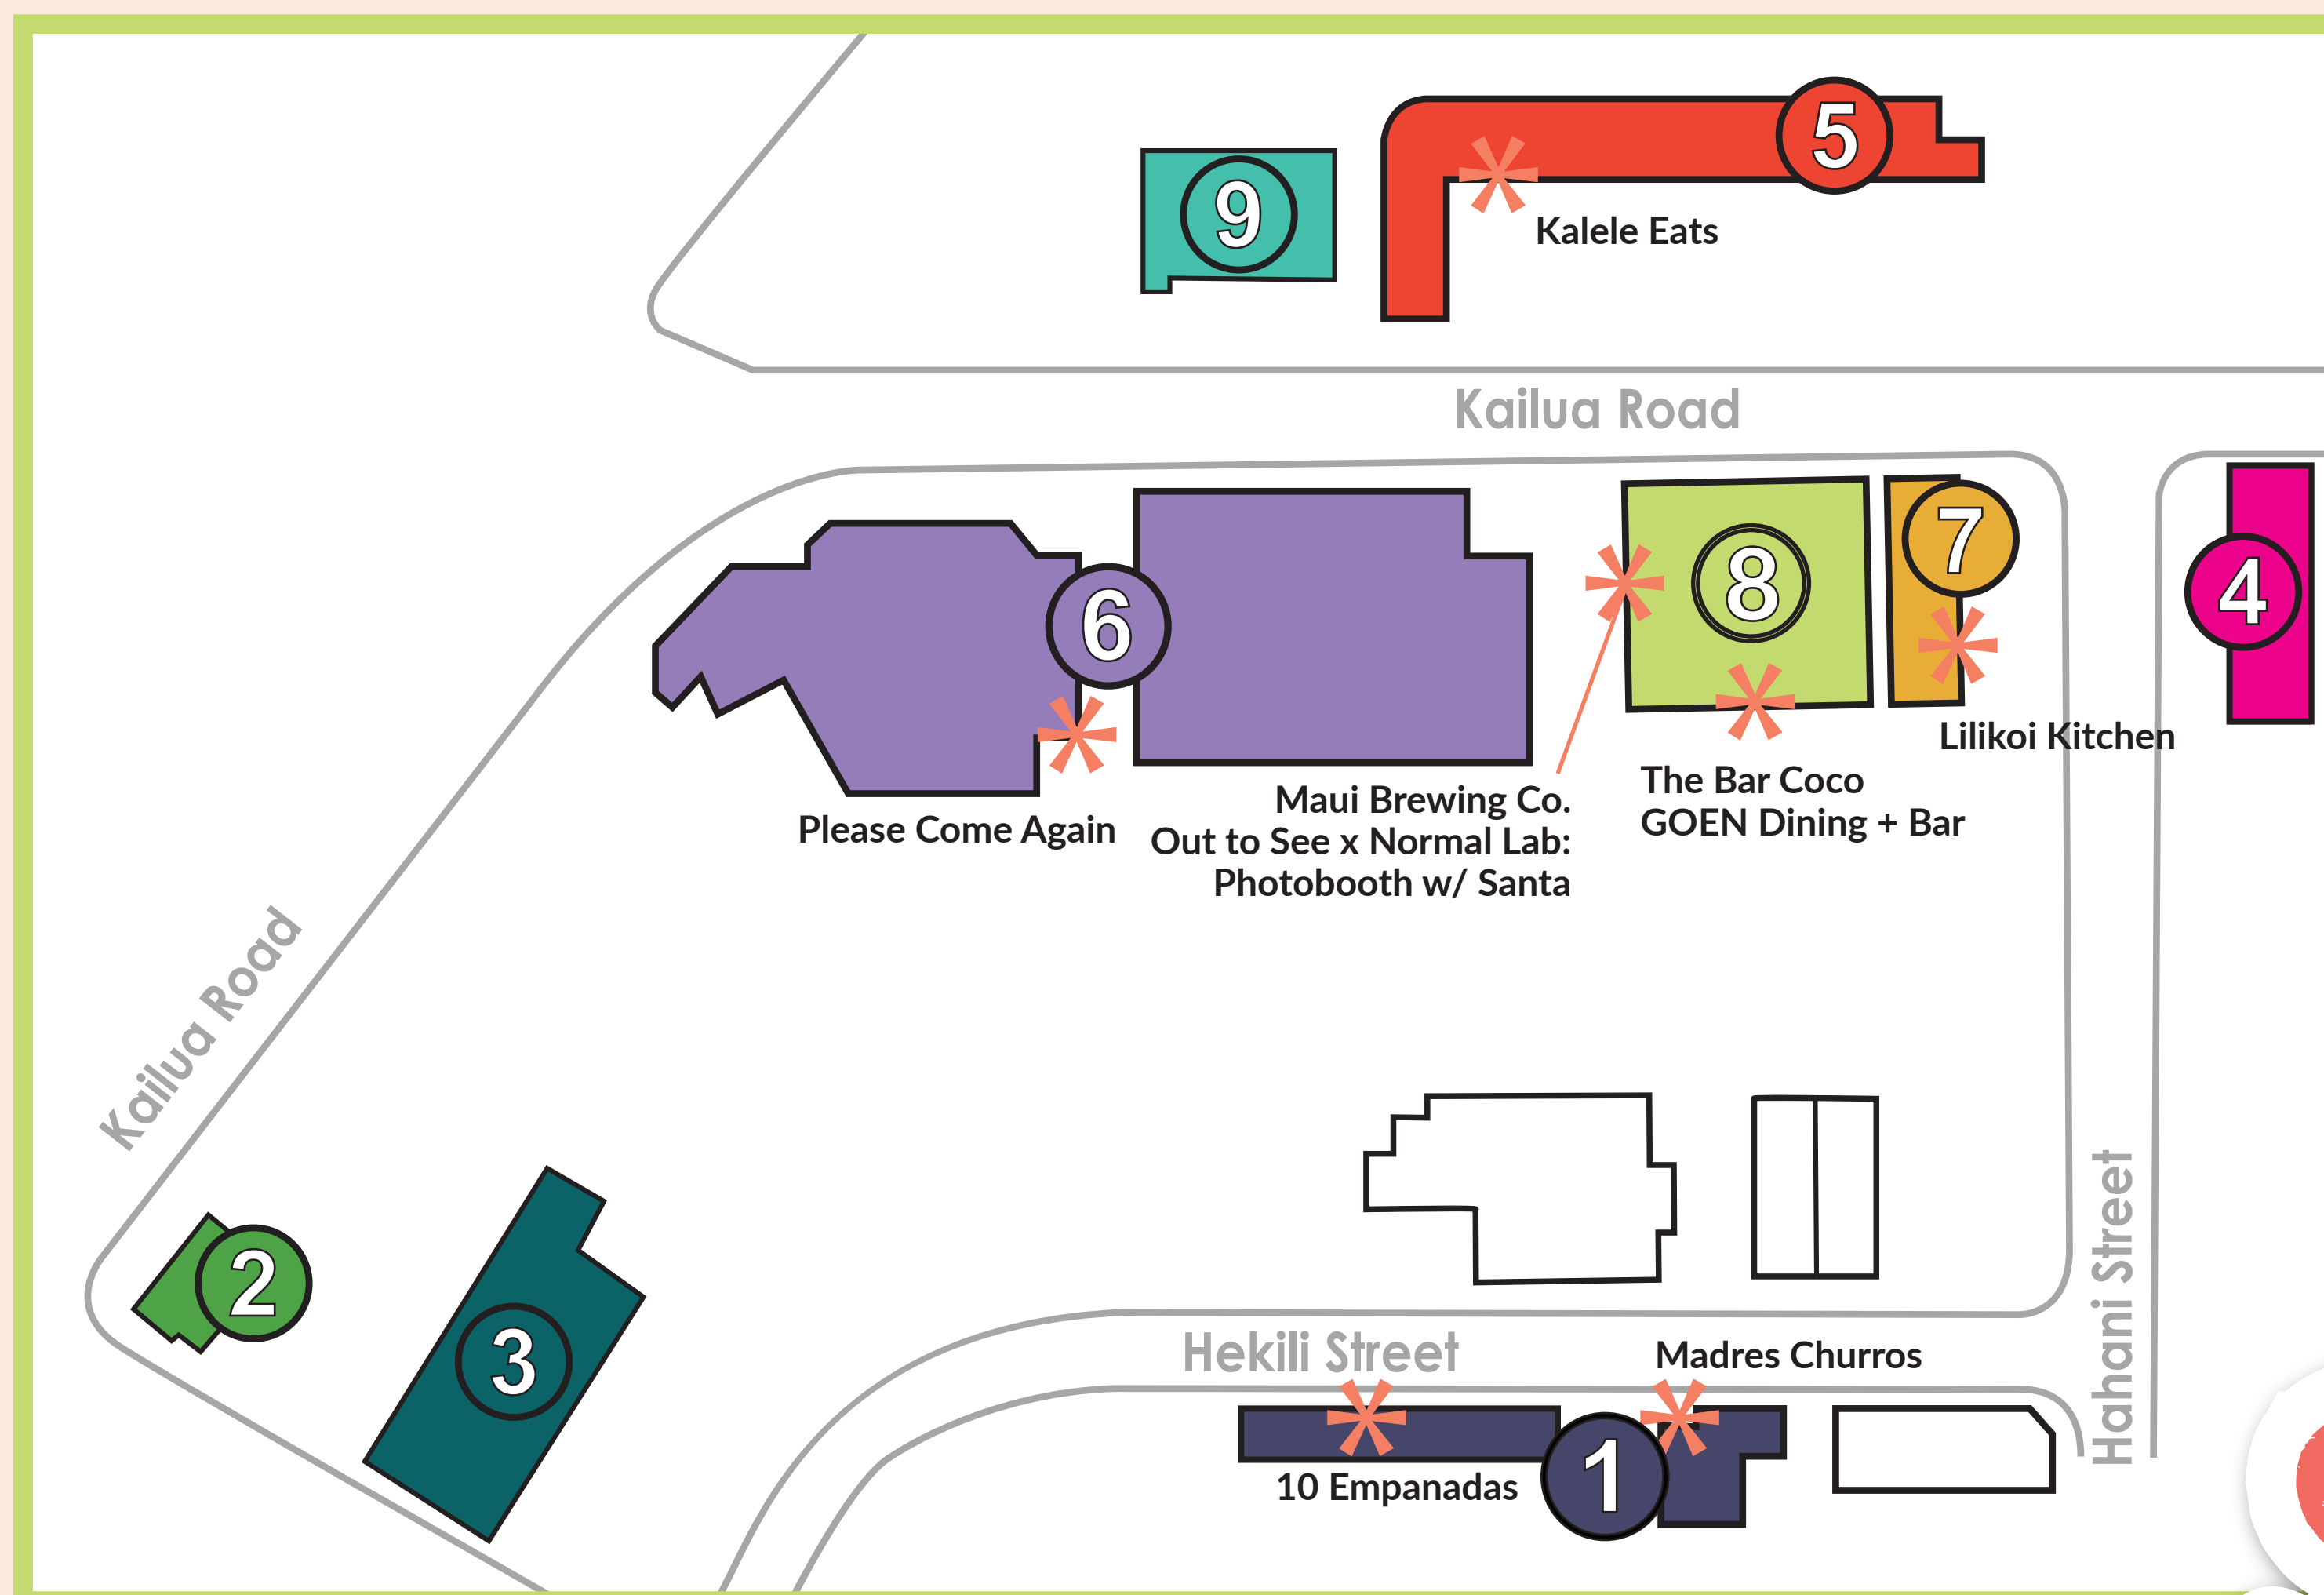 5
9
Kalele Eats
Kailua Road
7
8
4
6
Lilikoi Kitchen
The Bar Coco
GOEN Dining + Bar
Maui Brewing Co.
Out to See x Normal Lab:
Photobooth w/ Santa
Please Come Again
Kailua Road
2
3
Hekili Street
Madres Churros
Hahani Street
1
10 Empanadas